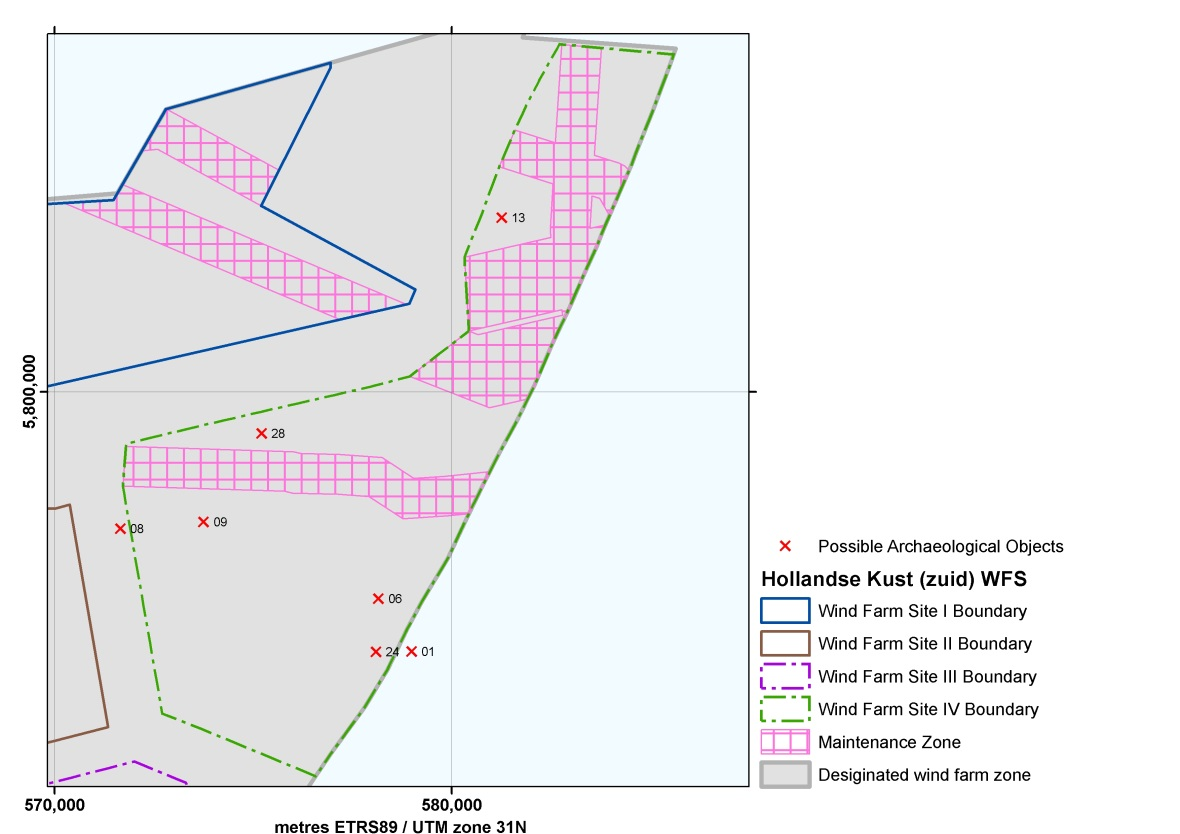 13
5,800,000
28
08
09
06
24
01
Possible Archaeological Objects
Hollandse Kust (zuid) WFS
Wind Farm Site I Boundary
Wind Farm Site II Boundary
Wind Farm Site III Boundary
Wind Farm Site IV Boundary
Maintenance Zone
Desiginated wind farm zone
570,000
580,000
metres ETRS89 / UTM zone 31N